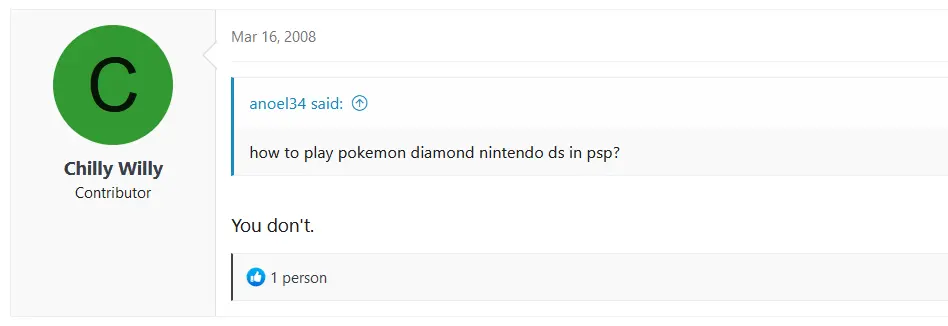 C
Chilly Willy
Contributor
Mar 16, 2008
anoel34 said:
how to play pokemon diamond nintendo ds in psp?
You don't.
1 person